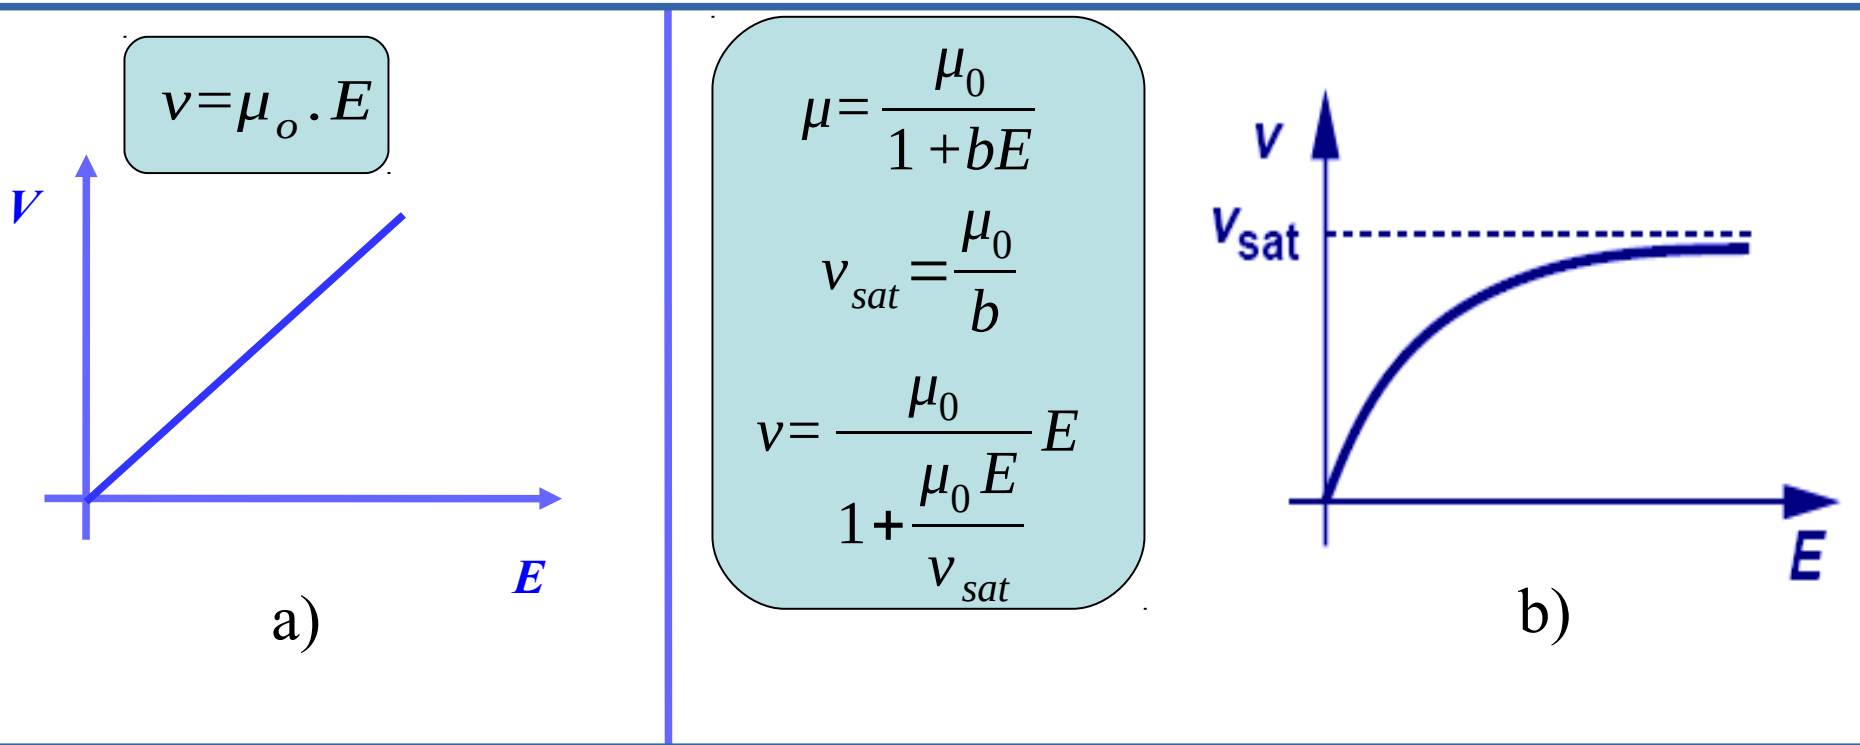 v=μo.E
V
E
a)
μ=μ0/(1+bE)
vsat=μ0/b
v=μ0/(1+μ0E/vsat)E
V
Vsat
E
b)